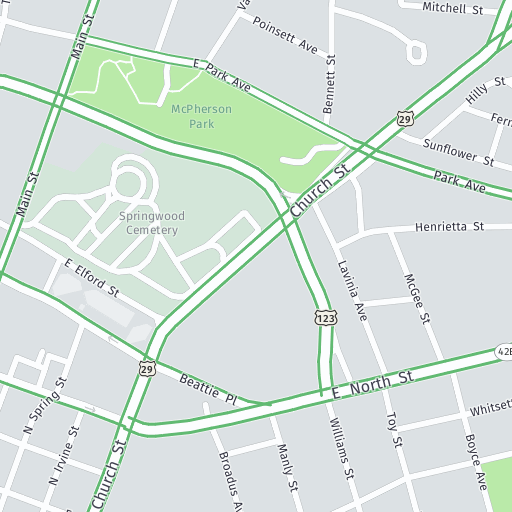 Mitchell St
Poinsett Ave
Main St
E Park Ave
Bennett St
Hilly St
McPherson
Park
29
Sunflower St
Park Ave
Main St
Church St
Springwood
Cemetery
Henrietta St
E Elford St
Lavinia Ave
McGee St
123
29
Beattle Pl
E North St
N Spring St
Whitset
Toy St
Williams St
Boyce Ave
N Irvine St
Church St
Broadus Av
Manly St